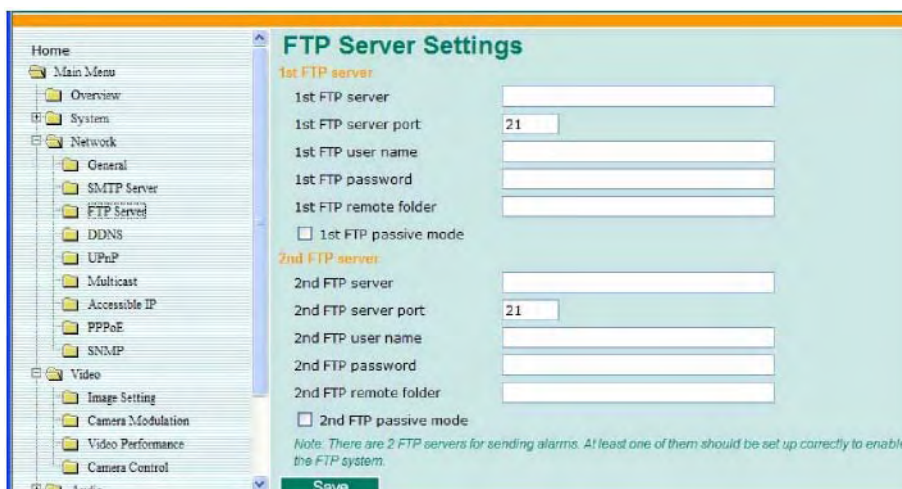 Home
Main Menu
Overview
System
Network
General
SMTP Server
FTP Server
DDNS
UPnP
Multicast
Accessible IP
PPPoE
SNMP
Video
Image Setting
Camera Modulation
Video Performance
Camera Control
Audio
FTP Server Settings
1st FTP server
1st FTP server
1st FTP server port 21
1st FTP user name
1st FTP password
1st FTP remote folder
1st FTP passive mode
2nd FTP server
2nd FTP server
2nd FTP server port 21
2nd FTP user name
2nd FTP password
2nd FTP remote folder
2nd FTP passive mode
Note: There are 2 FTP servers for sending alarms. At least one of them should be set up correctly to enable
the FTP system.
Save